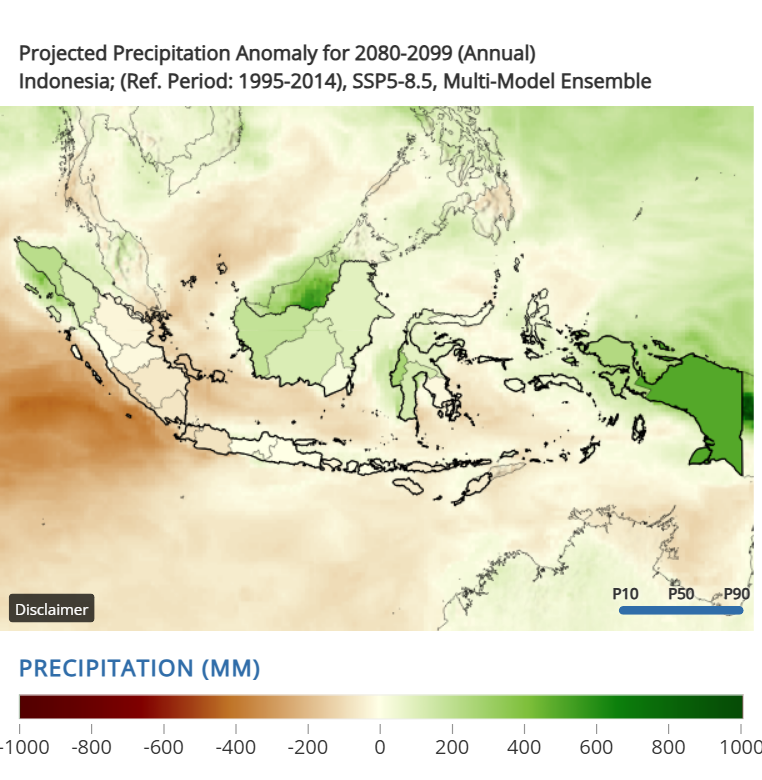 Projected Precipitation Anomaly for 2080-2099 (Annual)
Indonesia; (Ref. Period: 1995-2014), SSP5-8.5, Multi-Model Ensemble
P10 P50 P90
Disclaimer
PRECIPITATION (MM)
-1000 -800 -600 -400 -200 0 200 400 600 800 1000